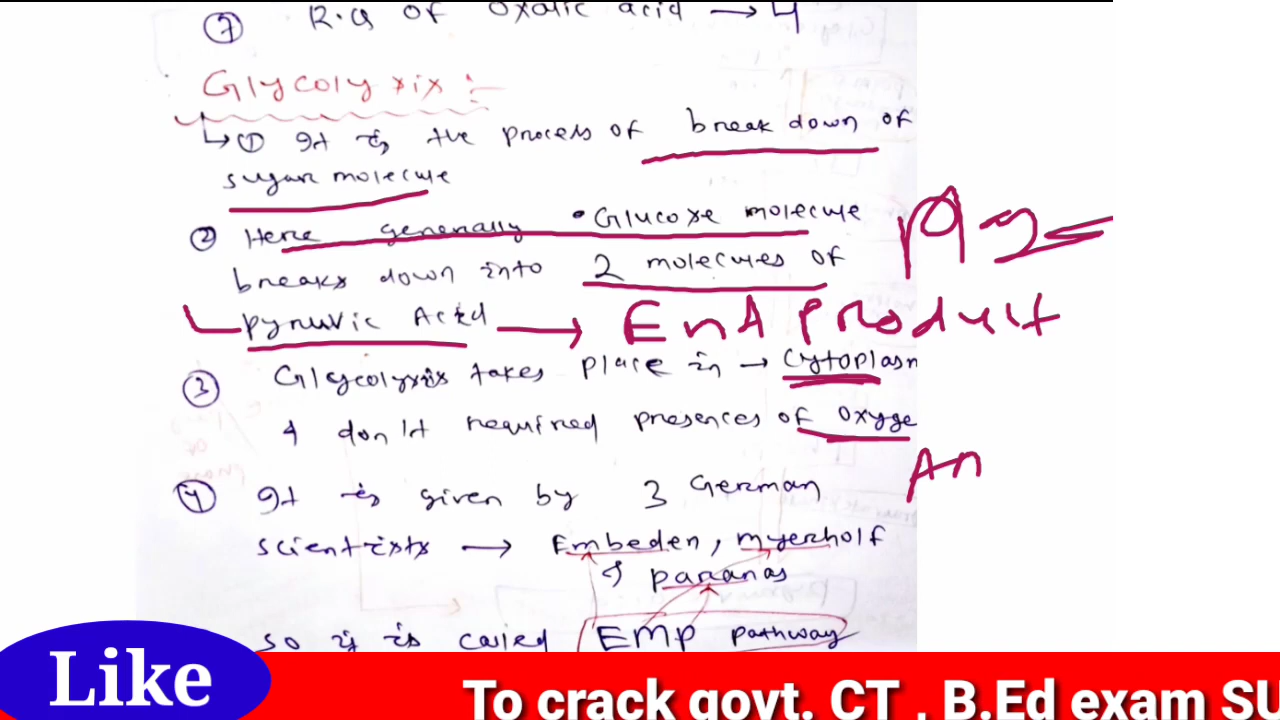 ⑦ R.Q of Oxalic acid → 4
Glycolysis :-
↳ ① It is the process of break down of
sugar molecule
② Here generally Glucose molecule
breaks down into 2 molecules of
pyruvic Acid → End Product
③ Glycolysis takes place in → Cytoplasm
& don't required presences of oxyge
An
④ It is given by 3 German
scientists → Embeden, myerholf
& paranas
so it is called EMP pathway
Like
To crack govt. CT , B.Ed exam SU